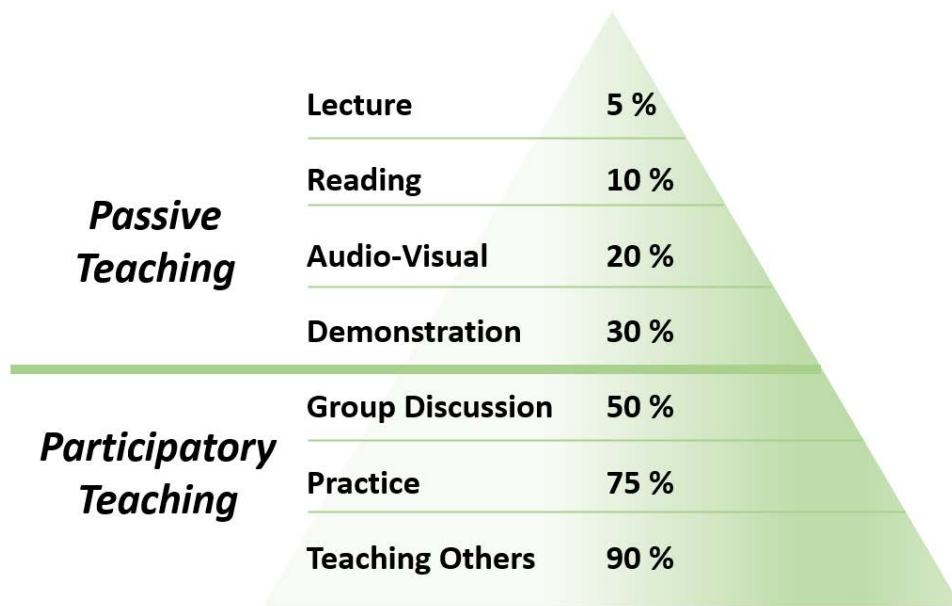 Lecture 5 %
Reading 10 %
Passive
Teaching
Audio-Visual 20 %
Demonstration 30 %
Group Discussion 50 %
Participatory
Teaching
Practice 75 %
Teaching Others 90 %